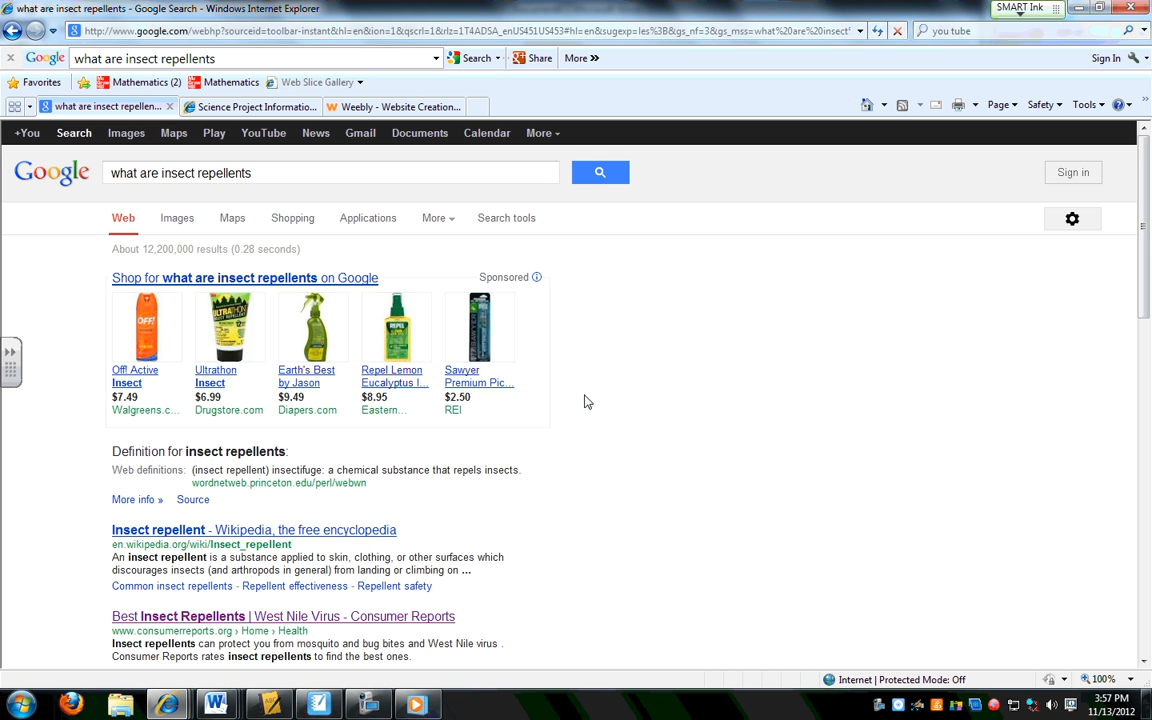 what are insect repellents - Google Search - Windows Internet Explorer
SMART Ink
http://www.google.com/webhp?sourceid=toolbar-instant&hl=en&ion=1&qscrl=1&rlz=1T4ADSA_enUS451US453#hl=en&sugexp=les%3B&gs_nf=3&gs_mss=what%20are%20insect'
you tube
Google
what are insect repellents
Search
Share
More »
Sign In
Favorites
Mathematics (2)
Mathematics
Web Slice Gallery
what are insect repellen...
Science Project Informatio...
Weebly - Website Creation...
Page
Safety
Tools
+You
Search
Images
Maps
Play
YouTube
News
Gmail
Documents
Calendar
More
Google
what are insect repellents
Sign in
Web
Images
Maps
Shopping
Applications
More
Search tools
About 12,200,000 results (0.28 seconds)
Shop for what are insect repellents on Google
Sponsored
OFF!
ULTRATHON
REPEL
SAWYER
Off! Active Insect
$7.49
Walgreens.c...
Ultrathon Insect
$6.99
Drugstore.com
Earth's Best by Jason
$9.49
Diapers.com
Repel Lemon Eucalyptus I...
$8.95
Eastern...
Sawyer Premium Pic...
$2.50
REI
Definition for insect repellents:
Web definitions: (insect repellent) insectifuge: a chemical substance that repels insects.
wordnetweb.princeton.edu/perl/webwn
More info » Source
Insect repellent - Wikipedia, the free encyclopedia
en.wikipedia.org/wiki/Insect_repellent
An insect repellent is a substance applied to skin, clothing, or other surfaces which
discourages insects (and arthropods in general) from landing or climbing on ...
Common insect repellents - Repellent effectiveness - Repellent safety
Best Insect Repellents | West Nile Virus - Consumer Reports
www.consumerreports.org › Home › Health
Insect repellents can protect you from mosquito and bug bites and West Nile virus .
Consumer Reports rates insect repellents to find the best ones.
Internet | Protected Mode: Off
100%
3:57 PM
11/13/2012